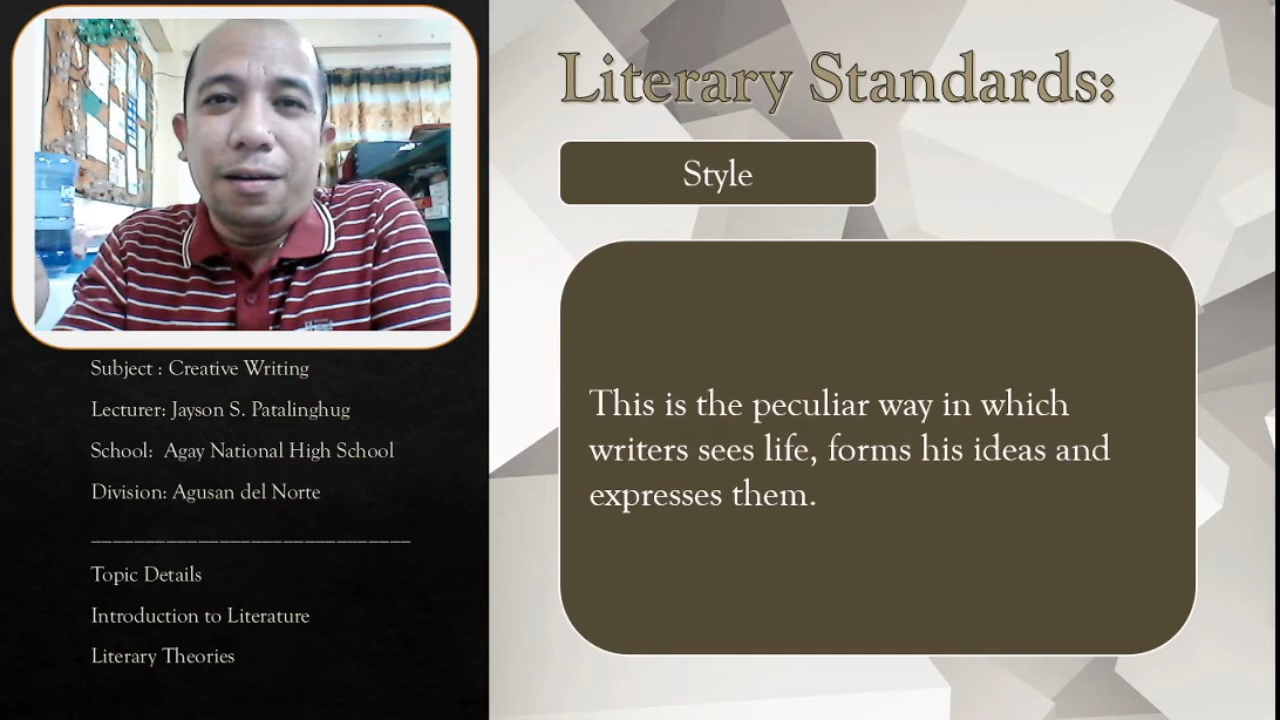 Literary Standards:
Style
This is the peculiar way in which
writers sees life, forms his ideas and
expresses them.
Subject : Creative Writing
Lecturer: Jayson S. Patalinghug
School:  Agay National High School
Division: Agusan del Norte
______________________________
Topic Details
Introduction to Literature
Literary Theories